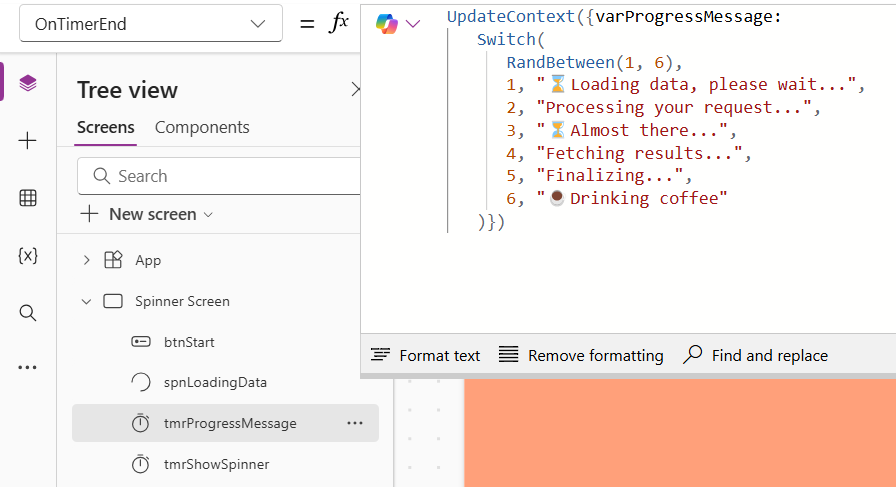 OnTimerEnd
= fx
UpdateContext({varProgressMessage:
Switch(
RandBetween(1, 6),
1, "⏳Loading data, please wait...",
2, "Processing your request...",
3, "⏳Almost there...",
4, "Fetching results...",
5, "Finalizing...",
6, "☕Drinking coffee"
)})
Format text
Remove formatting
Find and replace
Tree view
Screens
Components
Search
New screen
App
Spinner Screen
btnStart
spnLoadingData
tmrProgressMessage
tmrShowSpinner